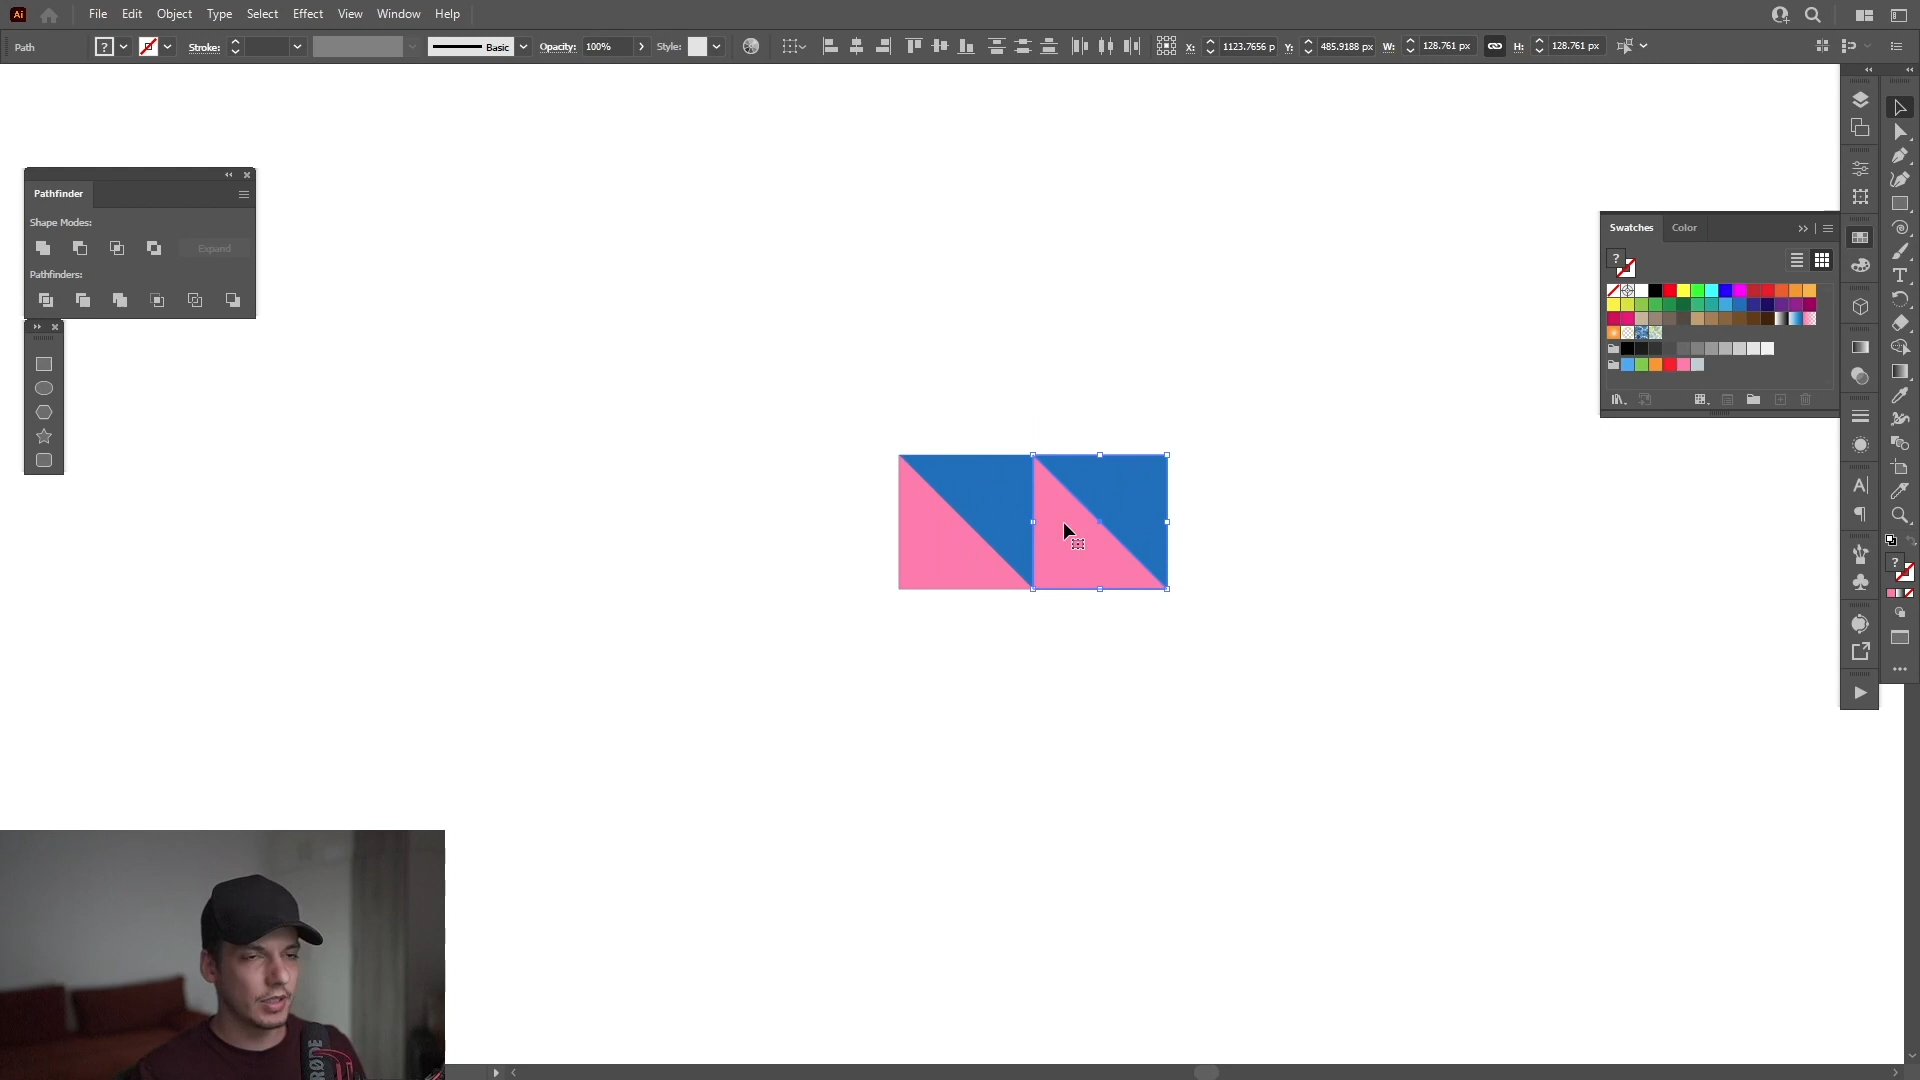 Ai File Edit Object Type Select Effect View Window Help
Path ? Stroke: Basic Opacity: 100% Style: X: 1123.7656 p Y: 485.9188 px W: 128.761 px H: 128.761 px
Pathfinder
Shape Modes:
Expand
Pathfinders:
Swatches Color
?
?
RØDE